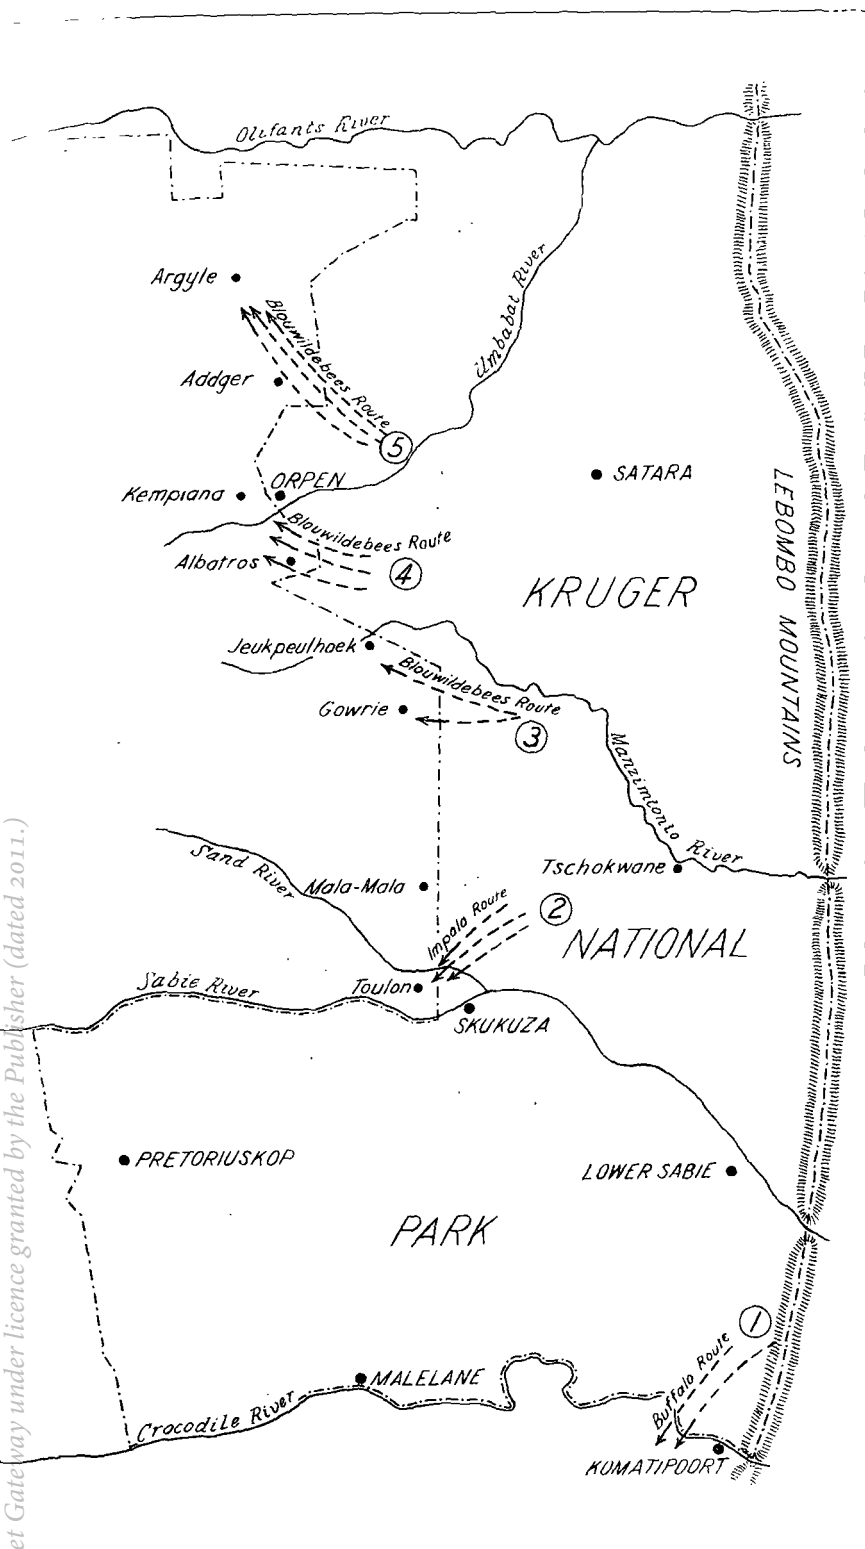 Olifants River
Argyle
Blouwildebees Route
Umbabat River
Addger
5
SATARA
Kempiana
ORPEN
Blouwildebees Route
Albatros
4
LEBOMBO MOUNTAINS
KRUGER
Jeukpeulhoek
Blouwildebees Route
Gowrie
3
Manzimtonto River
Sand River
Mala-Mala
Tschokwane
Impala Route
2
NATIONAL
Sabie River
Toulon
SKUKUZA
PRETORIUSKOP
LOWER SABIE
PARK
1
Buffalo Route
MALELANE
Crocodile River
KOMATIPOORT
et Gateway under licence granted by the Publisher (dated 2011.)